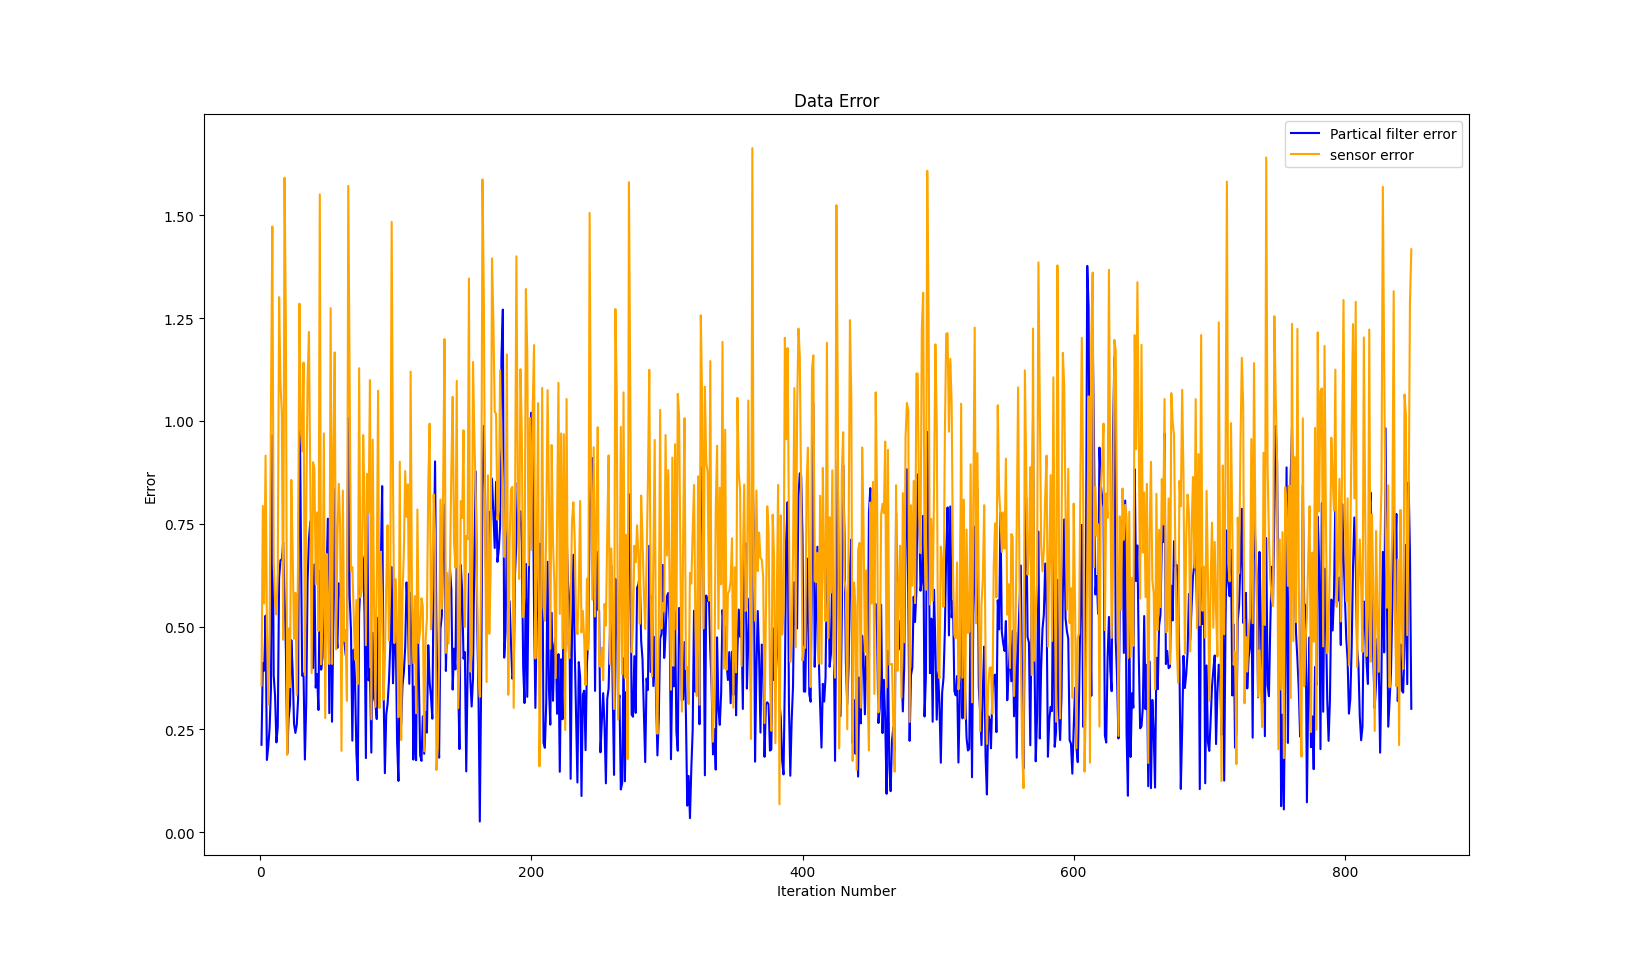 Data Error
Partical filter error
sensor error
1.50
1.25
1.00
0.75
0.50
0.25
0.00
Error
0 200 400 600 800
Iteration Number